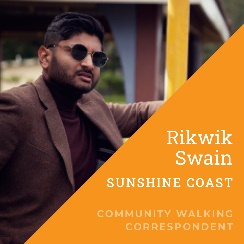 Rikwik
Swain
SUNSHINE COAST
COMMUNITY WALKING
CORRESPONDENT